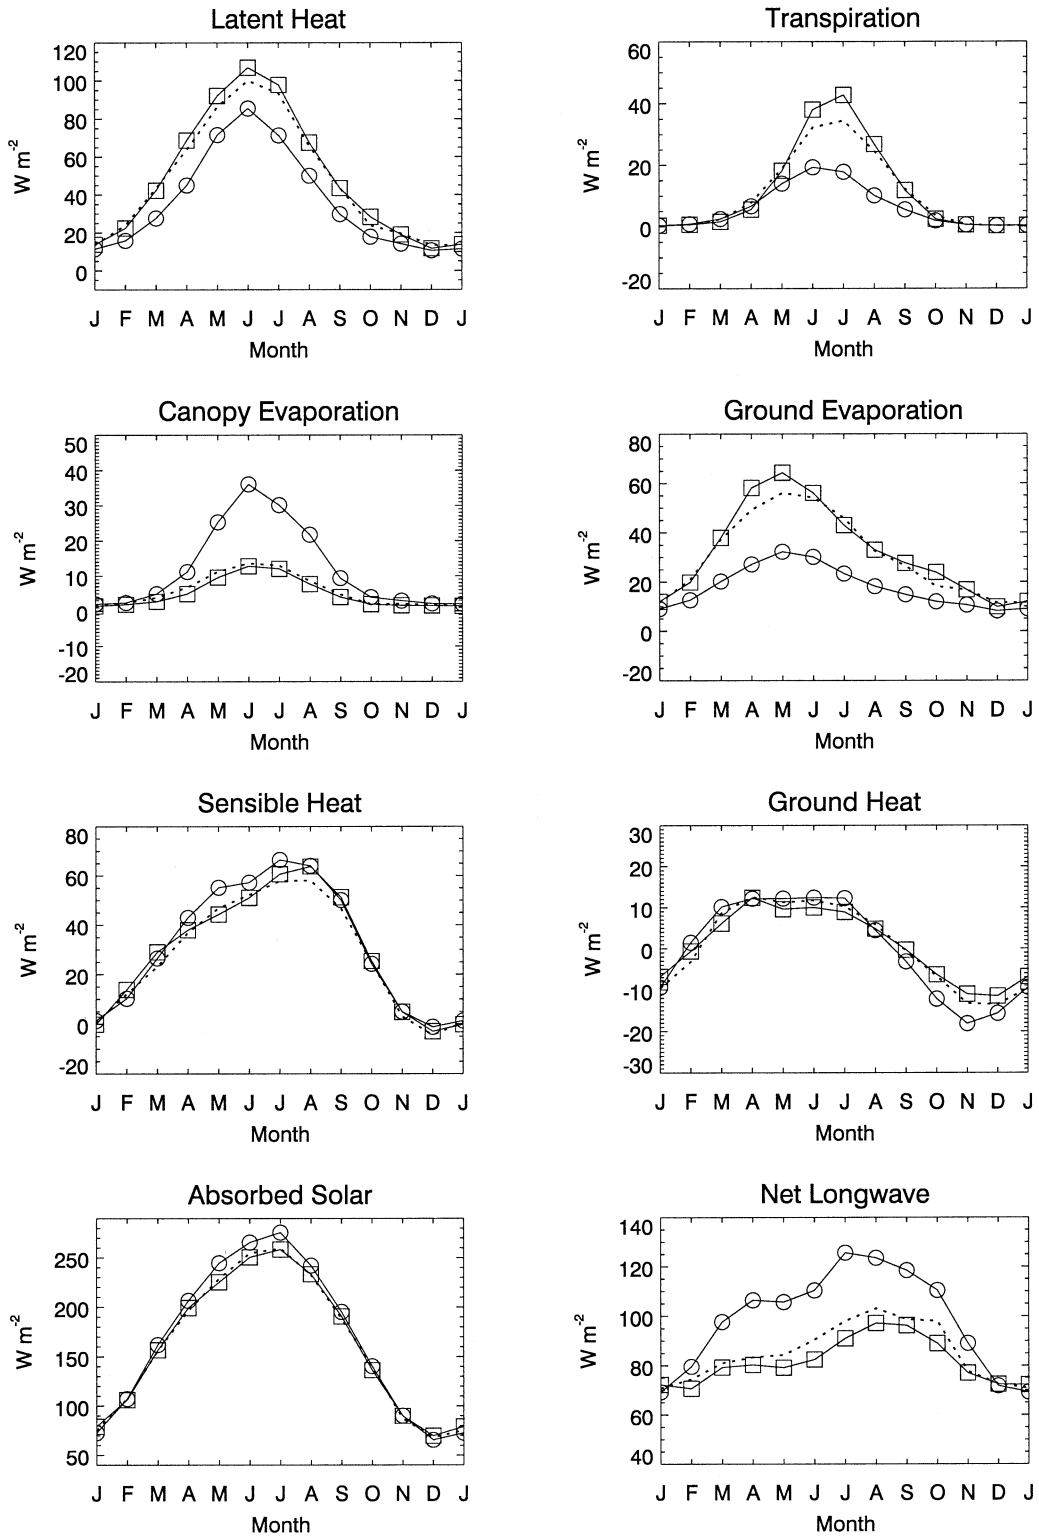 Latent Heat
120
100
80
60
40
20
0
W m-2
J F M A M J J A S O N D J
Month
Transpiration
60
40
20
0
-20
W m-2
J F M A M J J A S O N D J
Month
Canopy Evaporation
50
40
30
20
10
0
-10
-20
W m-2
J F M A M J J A S O N D J
Month
Ground Evaporation
80
60
40
20
0
-20
W m-2
J F M A M J J A S O N D J
Month
Sensible Heat
80
60
40
20
0
-20
W m-2
J F M A M J J A S O N D J
Month
Ground Heat
30
20
10
0
-10
-20
-30
W m-2
J F M A M J J A S O N D J
Month
Absorbed Solar
250
200
150
100
50
W m-2
J F M A M J J A S O N D J
Month
Net Longwave
140
120
100
80
60
40
W m-2
J F M A M J J A S O N D J
Month